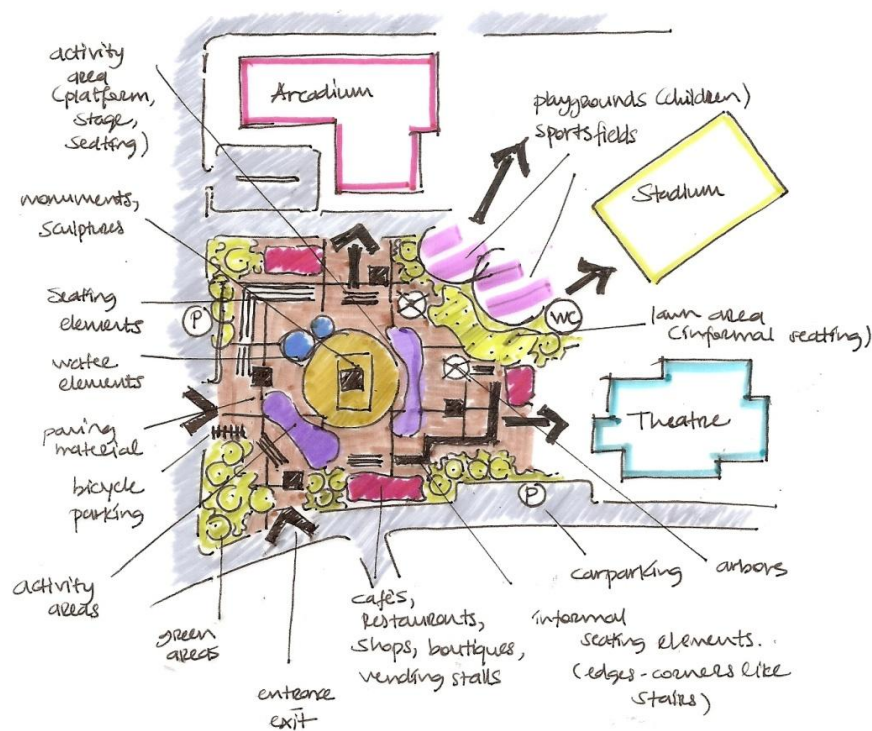 activity
area
(platform,
stage,
seating)
Arcadium
playgrounds (children)
sportsfields
Stadium
monuments,
sculptures
Seating
elements
P
WC
lawn area
(informal seating)
water
elements
Theatre
paving
material
bicycle
parking
P
activity
areas
green
areas
entrance
exit
cafés,
restaurants,
shops, boutiques,
vending stalls
informal
seating elements..
(edges-corners like
stairs)
carparking
arbors